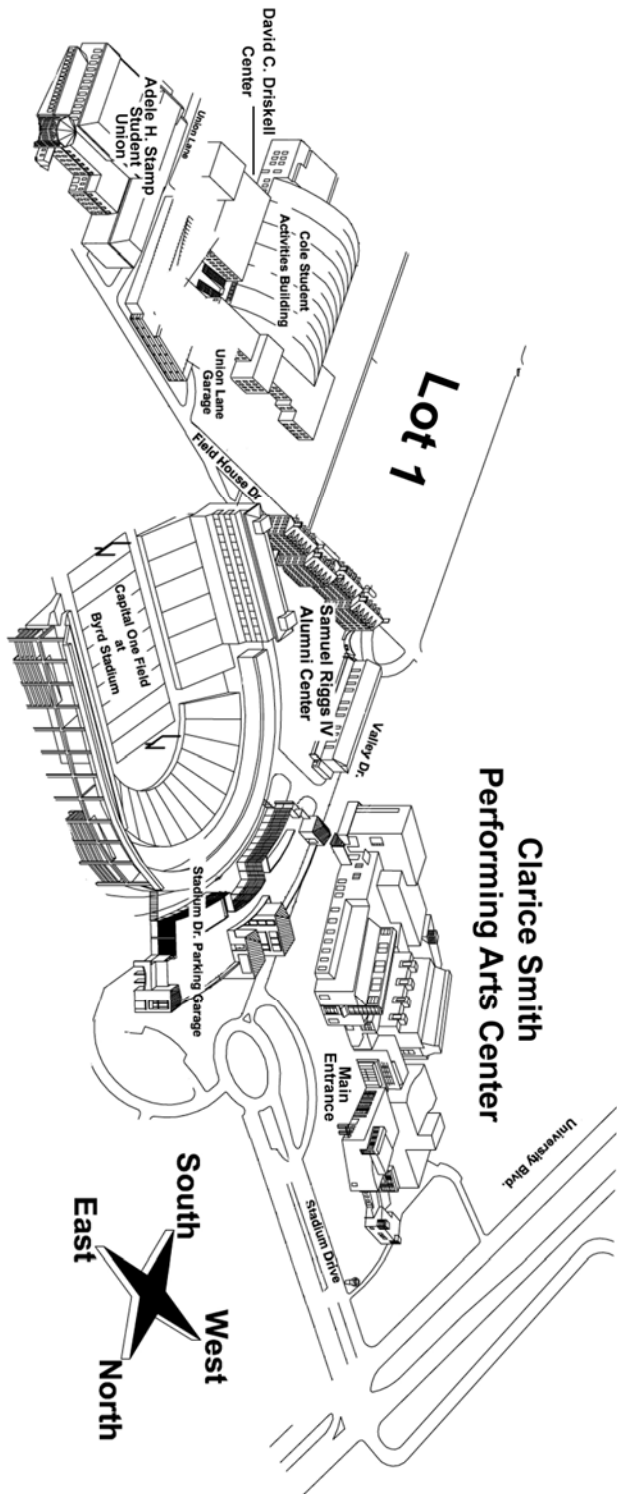 David C. Driskell
Center
Adele H. Stamp
Student
Union
Union Lane
Cole Student
Activities Building
Union Lane
Garage
Lot 1
Field House Dr
Capital One Field
at
Byrd Stadium
Samuel Riggs IV
Alumni Center
Valley Dr.
Clarice Smith
Performing Arts Center
Stadium Dr. Parking Garage
Main
Entrance
University Blvd.
Stadium Drive
South
East
West
North